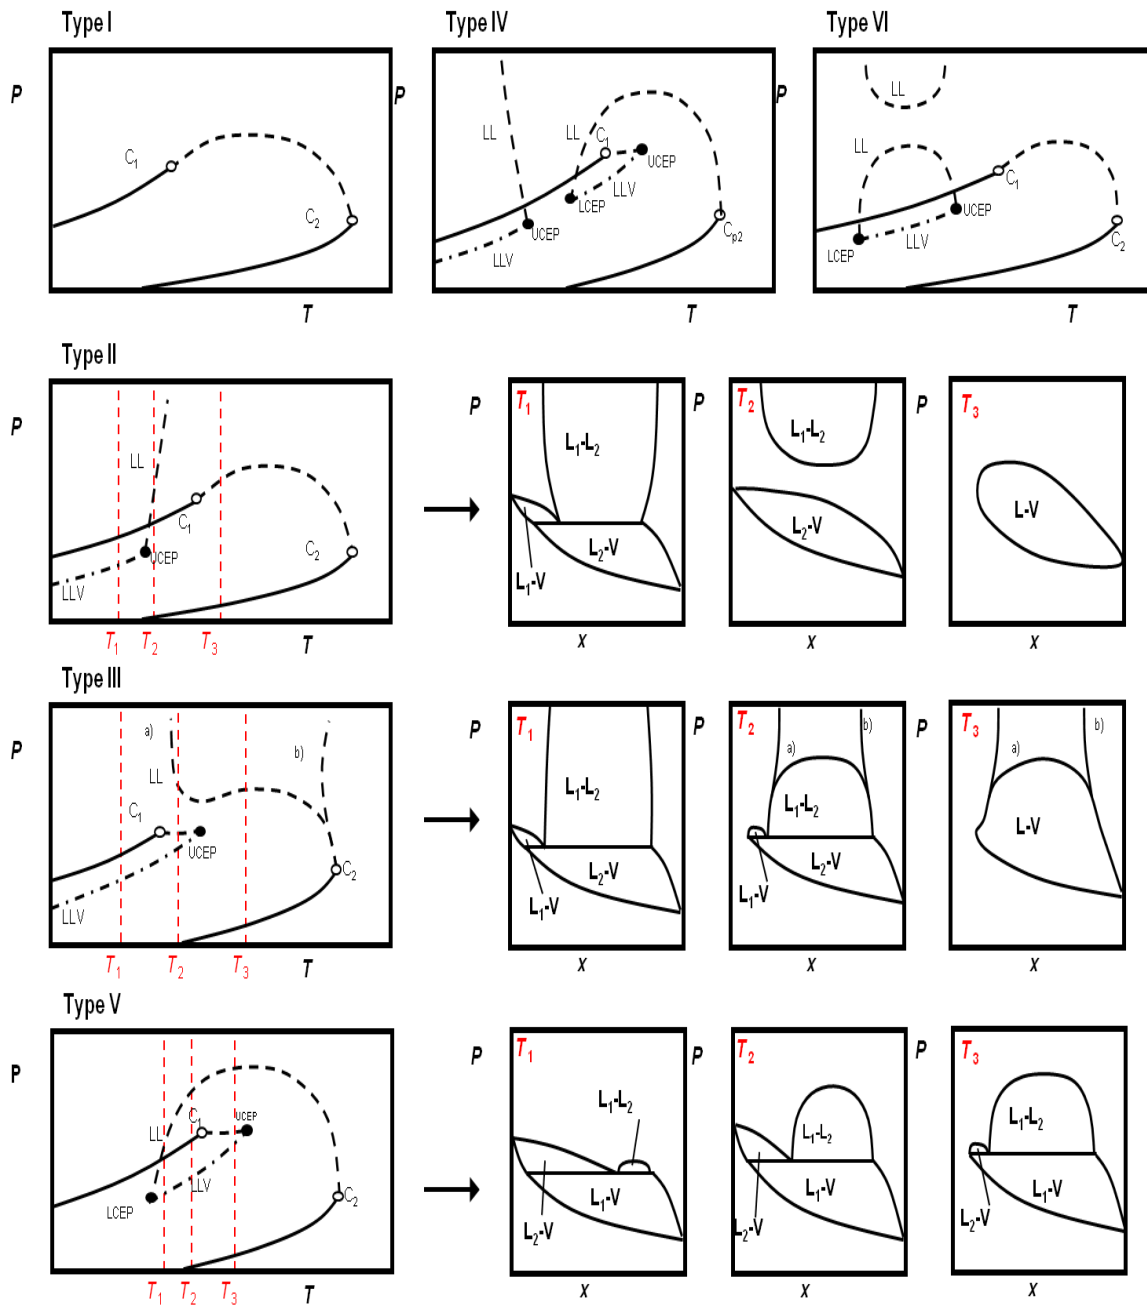 Type I
Type IV
Type VI
P
C1
C2
T
P
LL
LL
C1
UCEP
LCEP
LLV
UCEP
LLV
Cp2
T
P
LL
LL
C1
UCEP
LCEP
LLV
C2
T
Type II
P
LL
C1
UCEP
LLV
C2
T1
T2
T3
T
P
T1
L1-L2
L2-V
L1-V
x
P
T2
L1-L2
L2-V
x
P
T3
L-V
x
Type III
P
a)
b)
LL
C1
UCEP
LLV
C2
T1
T2
T3
T
P
T1
L1-L2
L2-V
L1-V
x
P
T2
a)
b)
L1-L2
L2-V
L1-V
x
P
T3
a)
b)
L-V
x
Type V
P
LL
C1
UCEP
LLV
LCEP
C2
T1
T2
T3
T
P
T1
L1-L2
L1-V
L2-V
x
P
T2
L1-L2
L1-V
L2-V
x
P
T3
L1-L2
L1-V
L2-V
x